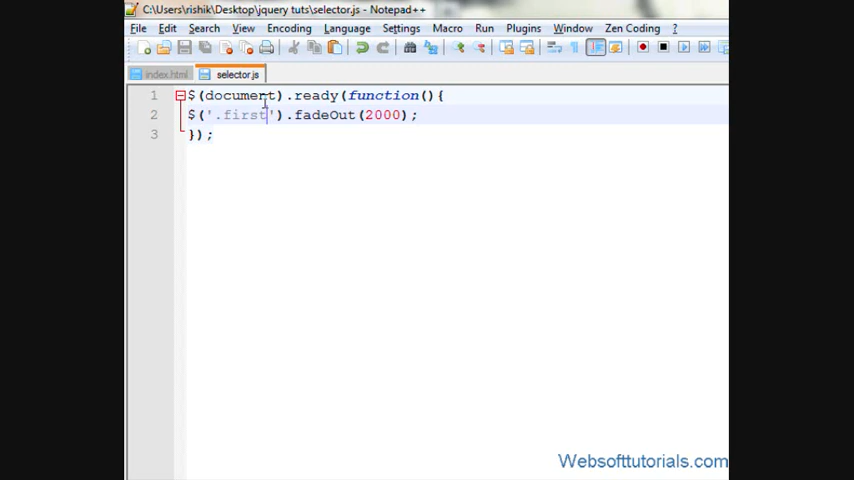 C:\Users\rishik\Desktop\jquery tuts\selector.js - Notepad++
File Edit Search View Encoding Language Settings Macro Run Plugins Window Zen Coding ?
index.html selector.js
1 $(document).ready(function(){
2 $('.first').fadeOut(2000);
3 });
Websofttutorials.com